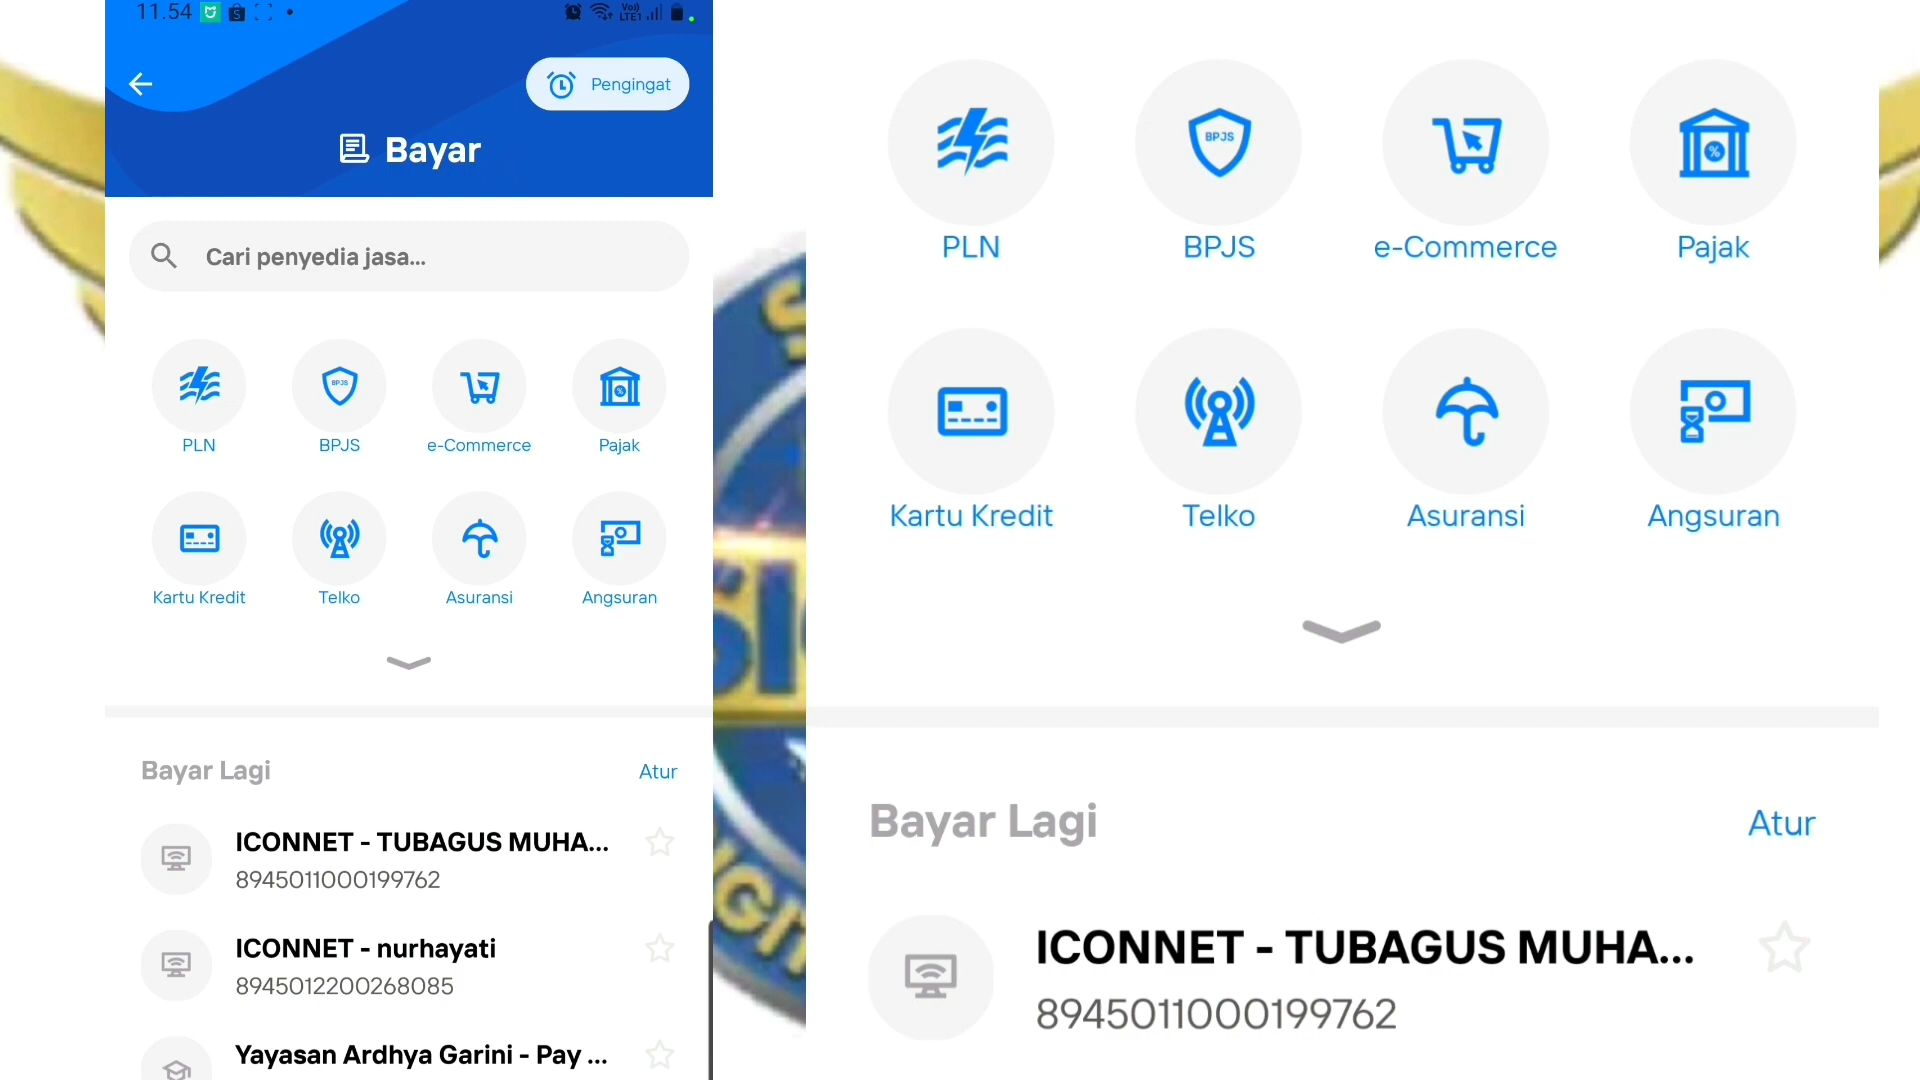 11.54
Pengingat
Bayar
Cari penyedia jasa...
PLN
BPJS
e-Commerce
Pajak
Kartu Kredit
Telko
Asuransi
Angsuran
Bayar Lagi
Atur
ICONNET - TUBAGUS MUHA...
8945011000199762
ICONNET - nurhayati
8945012200268085
Yayasan Ardhya Garini - Pay ...
BPJS
PLN
BPJS
e-Commerce
Pajak
Kartu Kredit
Telko
Asuransi
Angsuran
Bayar Lagi
Atur
ICONNET - TUBAGUS MUHA...
8945011000199762